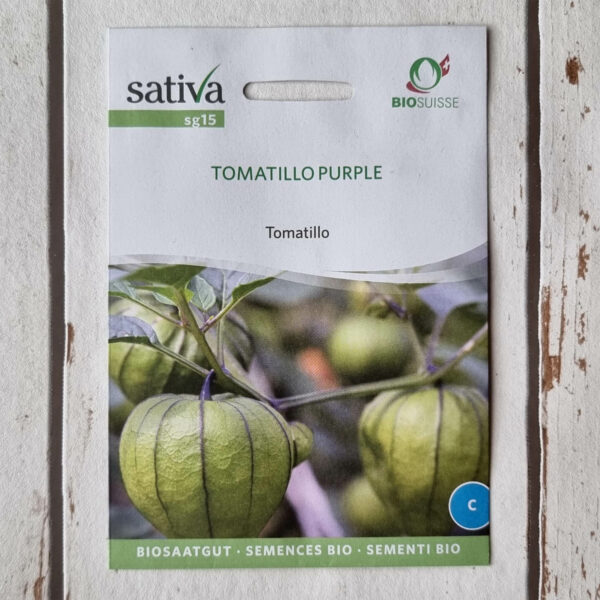 sativa
sg15
BIOSUISSE
TOMATILLO PURPLE
Tomatillo
C
BIOSAATGUT · SEMENCES BIO · SEMENTI BIO